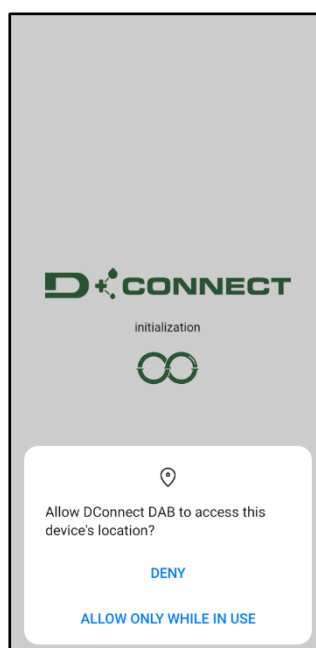 D+CONNECT
initialization
Allow DConnect DAB to access this
device's location?
DENY
ALLOW ONLY WHILE IN USE